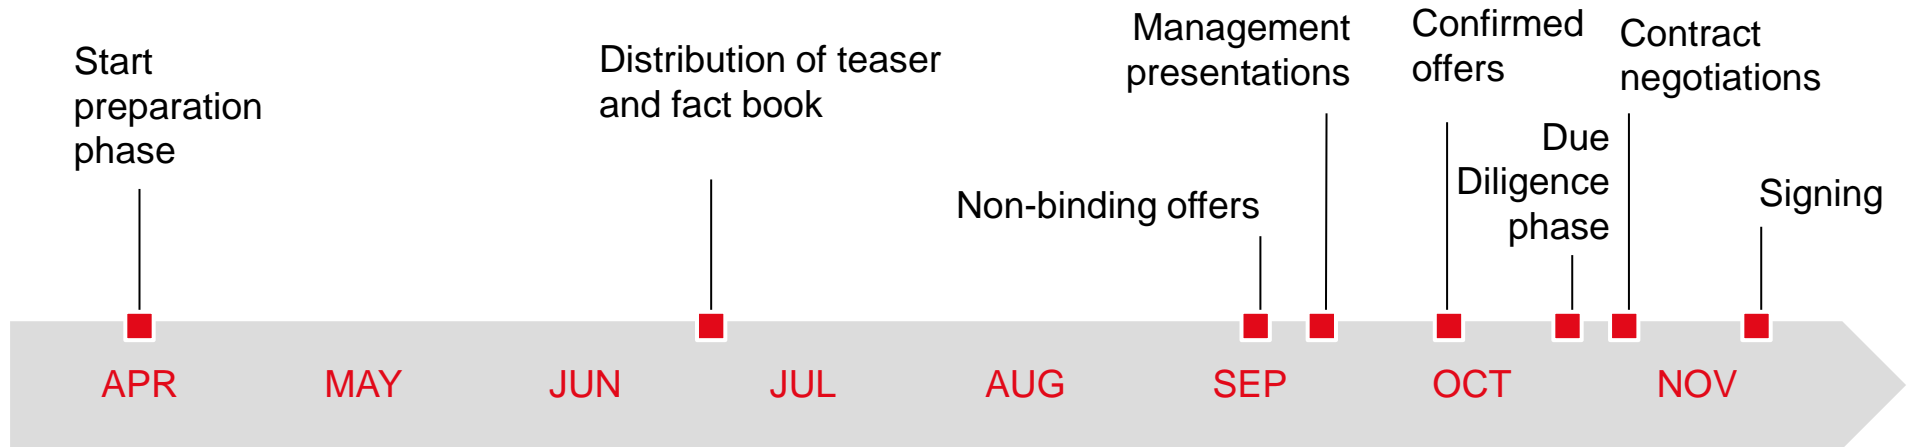 Start
preparation
phase
Distribution of teaser
and fact book
Non-binding offers
Management
presentations
Confirmed
offers
Due
Diligence
phase
Contract
negotiations
Signing
APR
MAY
JUN
JUL
AUG
SEP
OCT
NOV